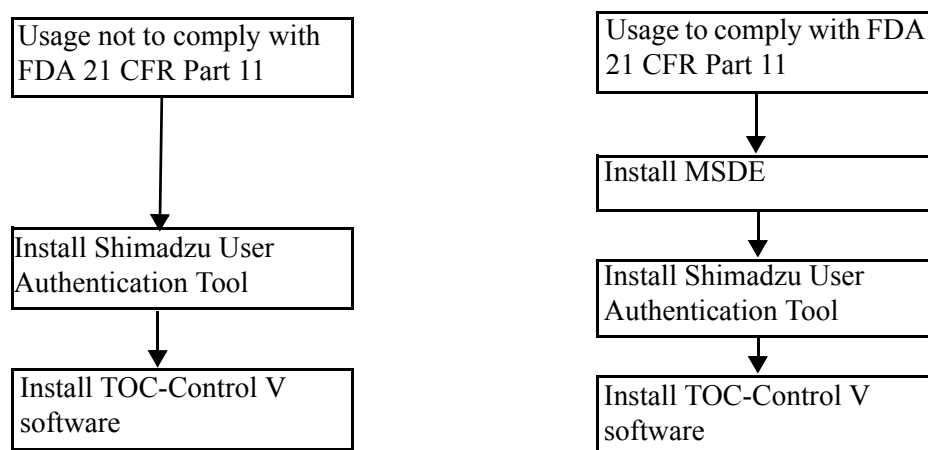 Usage not to comply with
FDA 21 CFR Part 11
Install Shimadzu User
Authentication Tool
Install TOC-Control V
software
Usage to comply with FDA
21 CFR Part 11
Install MSDE
Install Shimadzu User
Authentication Tool
Install TOC-Control V
software